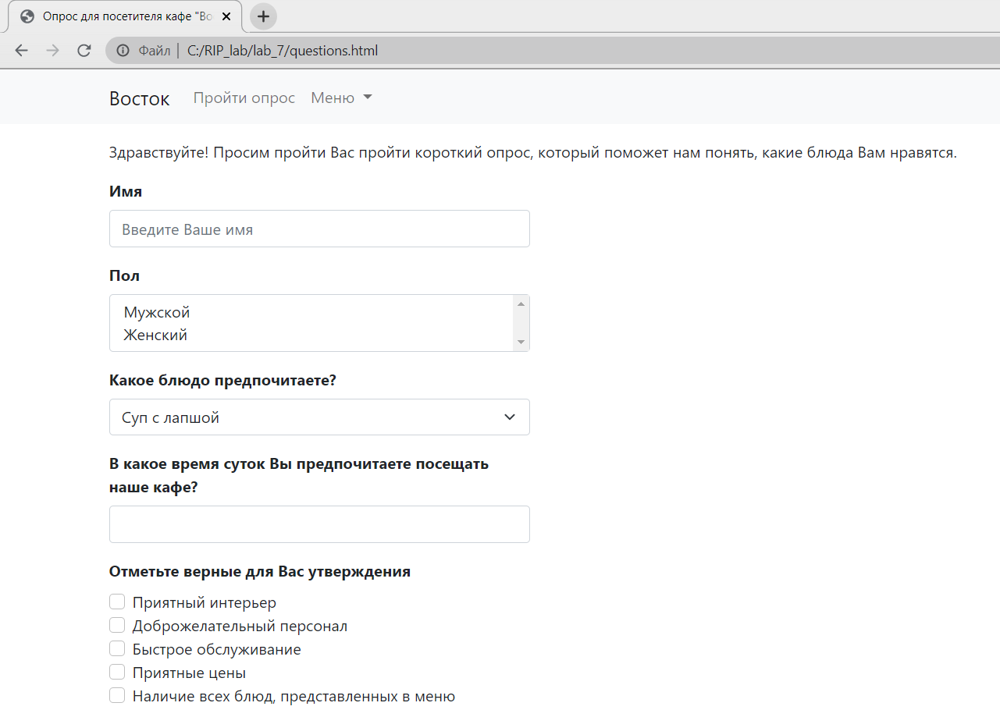 Опрос для посетителя кафе "Во
Файл | C:/RIP_lab/lab_7/questions.html
Восток Пройти опрос Меню
Здравствуйте! Просим пройти Вас пройти короткий опрос, который поможет нам понять, какие блюда Вам нравятся.
Имя
Введите Ваше имя
Пол
Мужской
Женский
Какое блюдо предпочитаете?
Суп с лапшой
В какое время суток Вы предпочитаете посещать
наше кафе?
Отметьте верные для Вас утверждения
Приятный интерьер
Доброжелательный персонал
Быстрое обслуживание
Приятные цены
Наличие всех блюд, представленных в меню